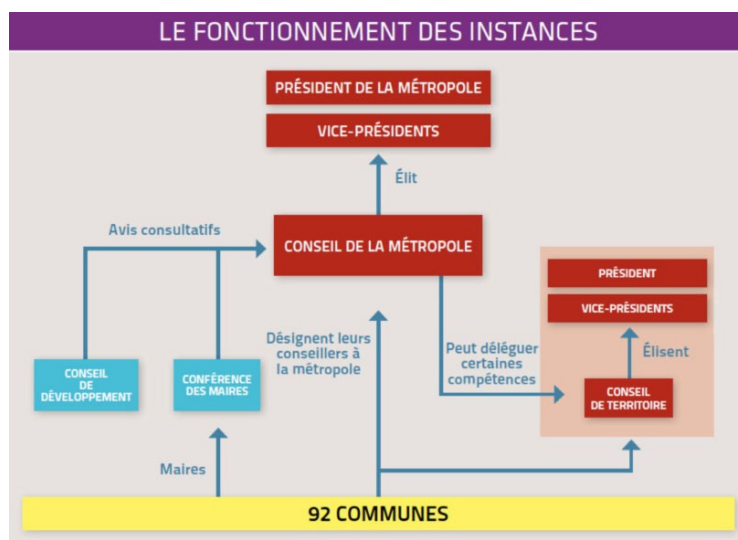 LE FONCTIONNEMENT DES INSTANCES
PRÉSIDENT DE LA MÉTROPOLE
VICE-PRÉSIDENTS
Élit
Avis consultatifs
CONSEIL DE LA MÉTROPOLE
PRÉSIDENT
VICE-PRÉSIDENTS
Désignent leurs
conseillers à
la métropole
Peut déléguer
certaines
compétences
Élisent
CONSEIL
DE
DÉVELOPPEMENT
CONFÉRENCE
DES MAIRES
CONSEIL
DE TERRITOIRE
Maires
92 COMMUNES